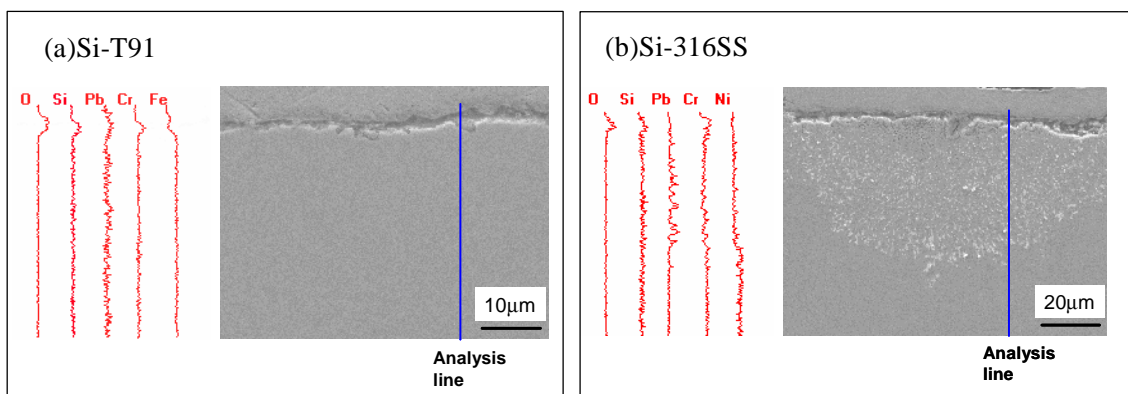 (a)Si-T91
O Si Pb Cr Fe
10μm
Analysis
line
(b)Si-316SS
O Si Pb Cr Ni
20μm
Analysis
line